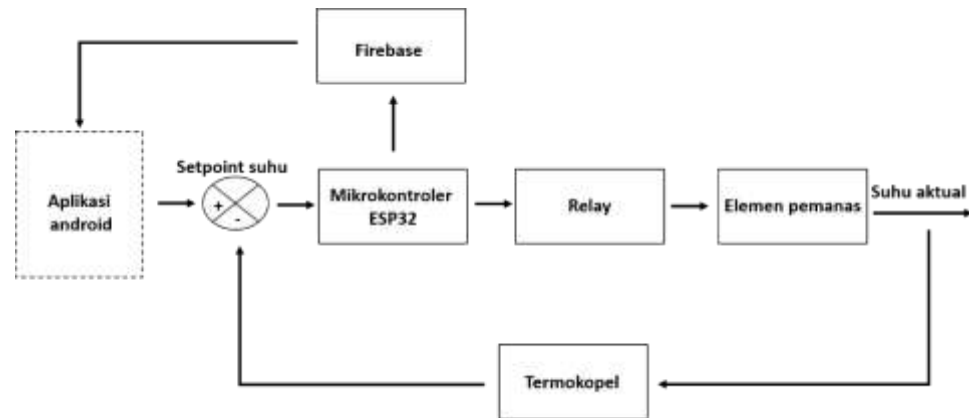 Firebase
Setpoint suhu
Aplikasi
android
+
-
Mikrokontroler
ESP32
Relay
Elemen pemanas
Suhu aktual
Termokopel